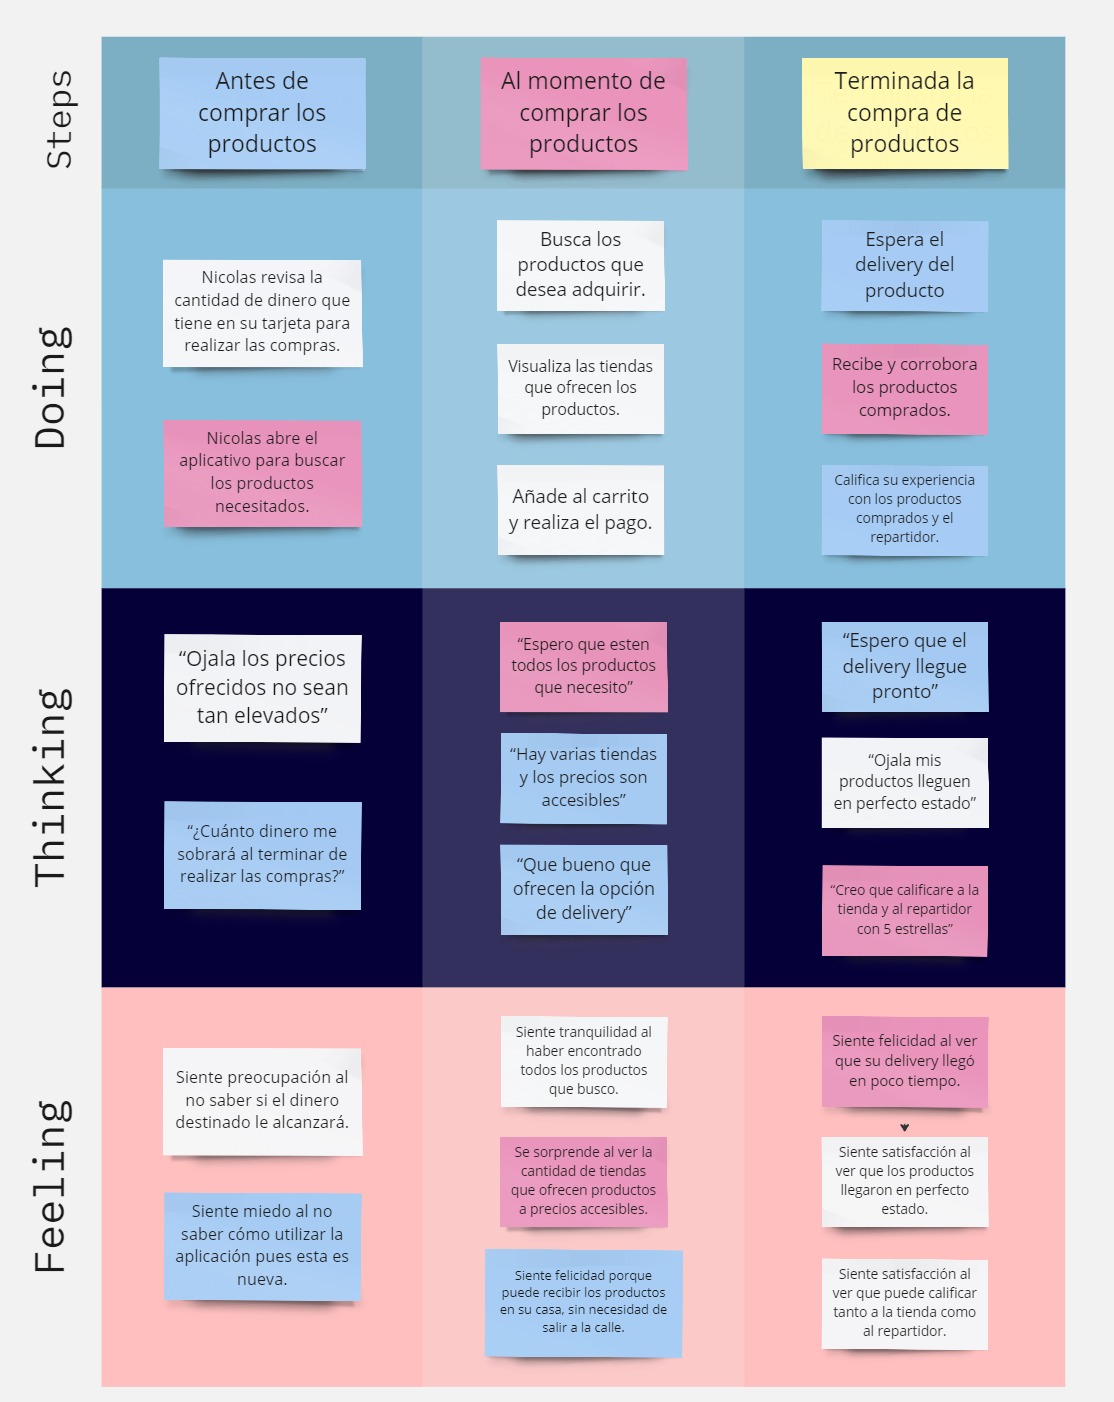 Steps
Antes de
comprar los
productos
Al momento de
comprar los
productos
Terminada la
compra de
productos
Doing
Nicolas revisa la
cantidad de dinero que
tiene en su tarjeta para
realizar las compras.
Nicolas abre el
aplicativo para buscar
los productos
necesitados.
Busca los
productos que
desea adquirir.
Visualiza las tiendas
que ofrecen los
productos.
Añade al carrito
y realiza el pago.
Espera el
delivery del
producto
Recibe y corrobora
los productos
comprados.
Califica su experiencia
con los productos
comprados y el
repartidor.
Thinking
“Ojala los precios
ofrecidos no sean
tan elevados”
“¿Cuánto dinero me
sobrará al terminar de
realizar las compras?”
“Espero que esten
todos los productos
que necesito”
“Hay varias tiendas
y los precios son
accesibles”
“Que bueno que
ofrecen la opción
de delivery”
“Espero que el
delivery llegue
pronto”
“Ojala mis
productos lleguen
en perfecto estado”
“Creo que calificare a la
tienda y al repartidor
con 5 estrellas”
Feeling
Siente preocupación al
no saber si el dinero
destinado le alcanzará.
Siente miedo al no
saber cómo utilizar la
aplicación pues esta es
nueva.
Siente tranquilidad al
haber encontrado
todos los productos
que busco.
Se sorprende al ver la
cantidad de tiendas
que ofrecen productos
a precios accesibles.
Siente felicidad porque
puede recibir los productos
en su casa, sin necesidad de
salir a la calle.
Siente felicidad al ver
que su delivery llegó
en poco tiempo.
Siente satisfacción al
ver que los productos
llegaron en perfecto
estado.
Siente satisfacción al
ver que puede calificar
tanto a la tienda como
al repartidor.